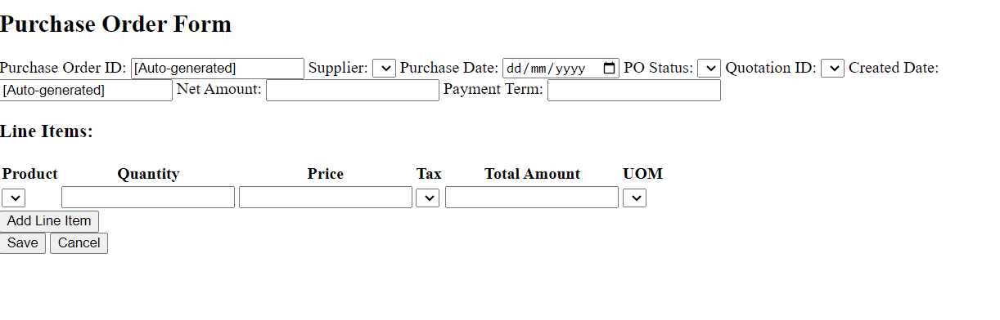 Purchase Order Form
Purchase Order ID: [Auto-generated] Supplier: Purchase Date: dd/mm/yyyy PO Status: Quotation ID: Created Date:
[Auto-generated] Net Amount: Payment Term:
Line Items:
Product Quantity Price Tax Total Amount UOM
Add Line Item
Save Cancel